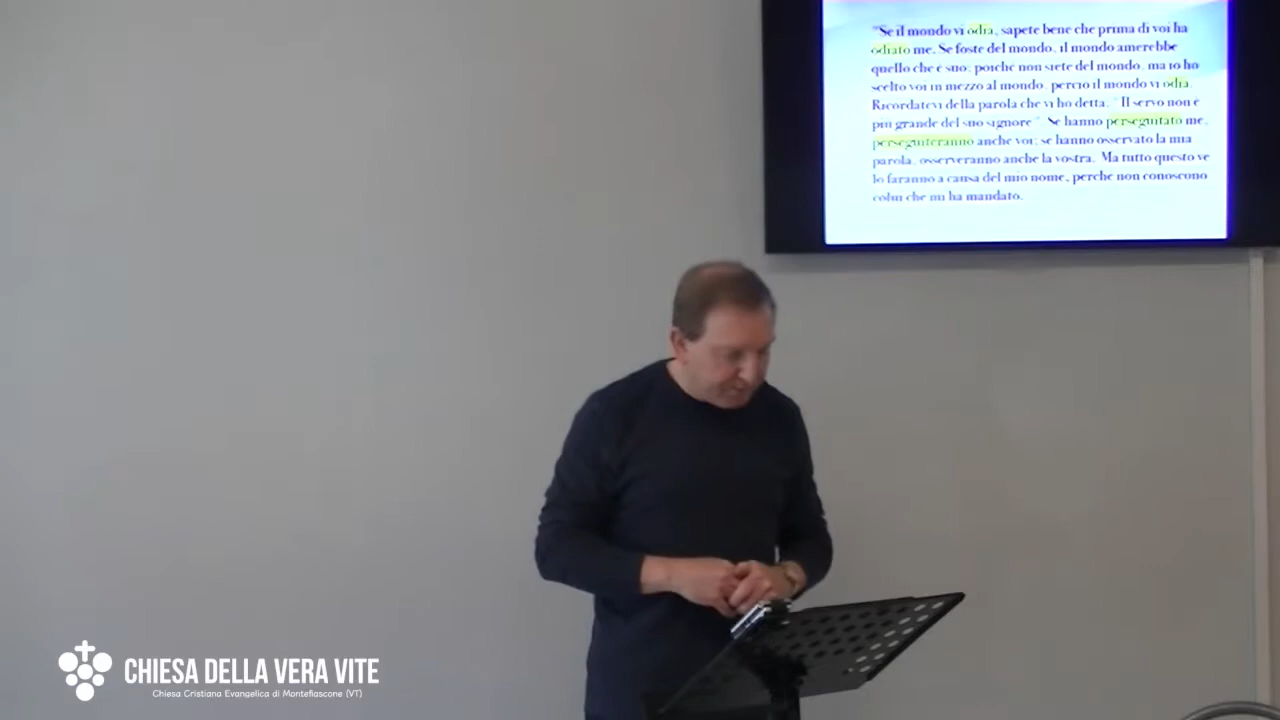 "Se il mondo vi odia, sapete bene che prima di voi ha
odiato me. Se foste del mondo, il mondo amerebbe
quello che è suo; poiché non siete del mondo, ma io ho
scelto voi in mezzo al mondo, perciò il mondo vi odia.
Ricordatevi della parola che vi ho detta. "Il servo non è
più grande del suo signore". Se hanno perseguitato me,
perseguiteranno anche voi; se hanno osservato la mia
parola, osserveranno anche la vostra. Ma tutto questo ve
lo faranno a causa del mio nome, perché non conoscono
colui che mi ha mandato.
CHIESA DELLA VERA VITE
Chiesa Cristiana Evangelica di Montefiascone (VT)